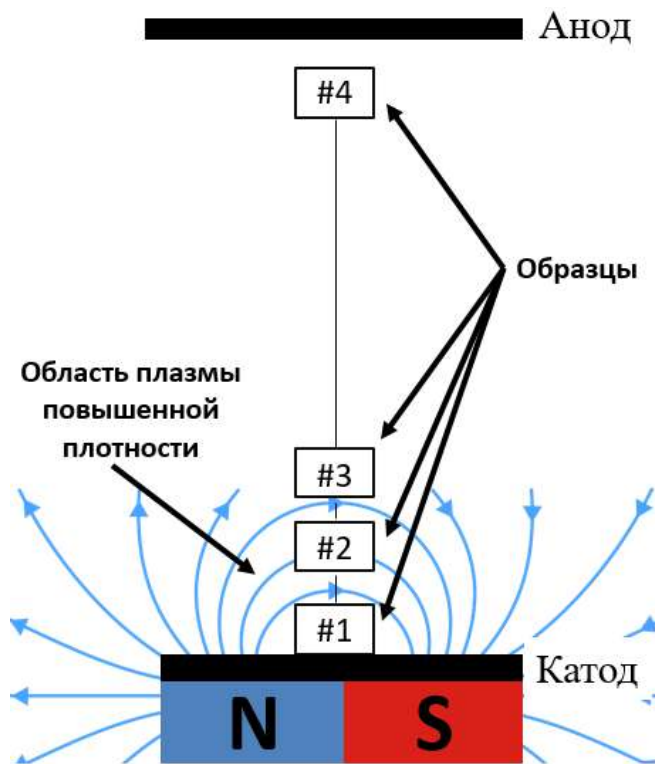 Анод
#4
Образцы
Область плазмы
повышенной
плотности
#3
#2
#1
Катод
N S